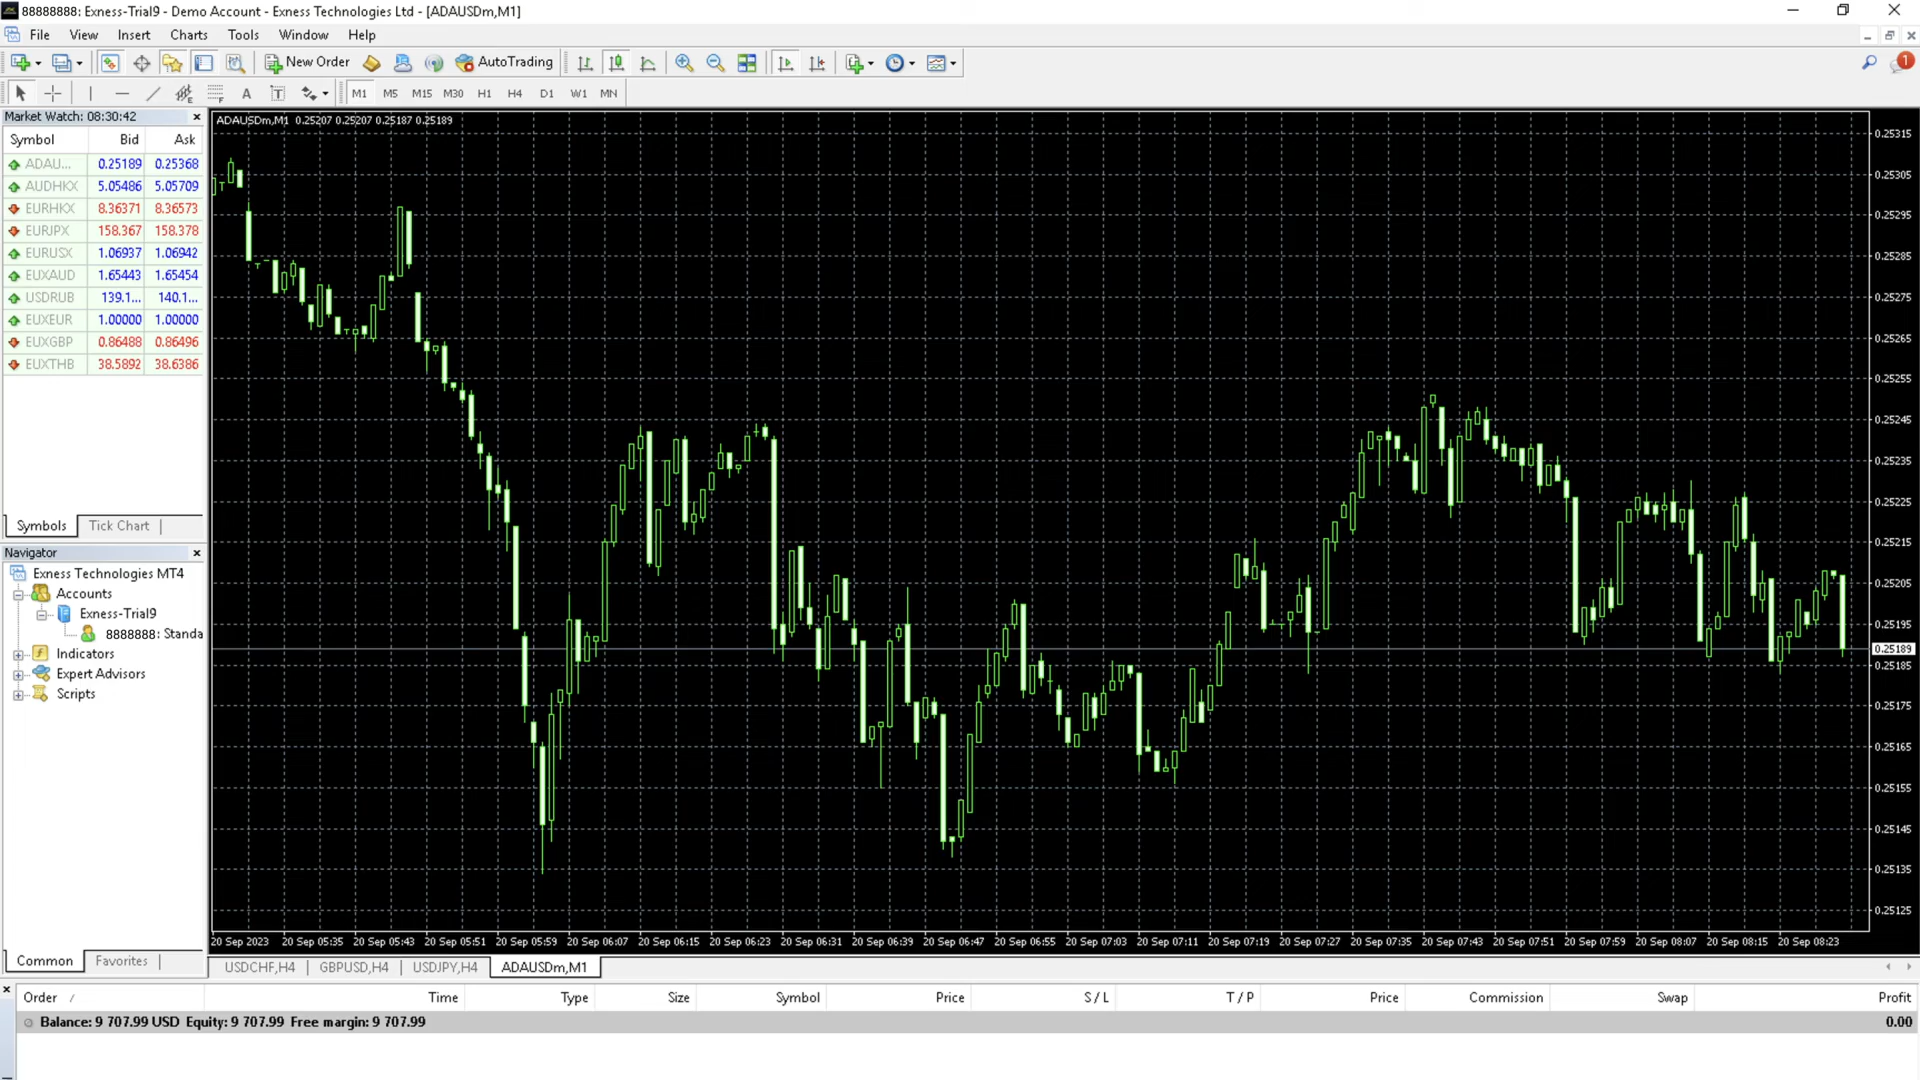 88888888: Exness-Trial9 - Demo Account - Exness Technologies Ltd - [ADAUSDm,M1]
File View Insert Charts Tools Window Help
New Order AutoTrading 1
A T M1 M5 M15 M30 H1 H4 D1 W1 MN
Market Watch: 08:30:42
Symbol Bid Ask
ADAU... 0.25189 0.25368
AUDHKX 5.05486 5.05709
EURHKX 8.36371 8.36573
EURJPX 158.367 158.378
EURUSX 1.06937 1.06942
EUXAUD 1.65443 1.65454
USDRUB 139.1... 140.1...
EUXEUR 1.00000 1.00000
EUXGBP 0.86488 0.86496
EUXTHB 38.5892 38.6386
Symbols Tick Chart
Navigator
Exness Technologies MT4
Accounts
Exness-Trial9
8888888: Standa
Indicators
Expert Advisors
Scripts
Common Favorites
ADAUSDm,M1 0.25207 0.25207 0.25187 0.25189
0.25315
0.25305
0.25295
0.25285
0.25275
0.25265
0.25255
0.25245
0.25235
0.25225
0.25215
0.25205
0.25195
0.25189
0.25185
0.25175
0.25165
0.25155
0.25145
0.25135
0.25125
20 Sep 2023 20 Sep 05:35 20 Sep 05:43 20 Sep 05:51 20 Sep 05:59 20 Sep 06:07 20 Sep 06:15 20 Sep 06:23 20 Sep 06:31 20 Sep 06:39 20 Sep 06:47 20 Sep 06:55 20 Sep 07:03 20 Sep 07:11 20 Sep 07:19 20 Sep 07:27 20 Sep 07:35 20 Sep 07:43 20 Sep 07:51 20 Sep 07:59 20 Sep 08:07 20 Sep 08:15 20 Sep 08:23
USDCHF,H4 GBPUSD,H4 USDJPY,H4 ADAUSDm,M1
Order / Time Type Size Symbol Price S / L T / P Price Commission Swap Profit
Balance: 9 707.99 USD Equity: 9 707.99 Free margin: 9 707.99 0.00